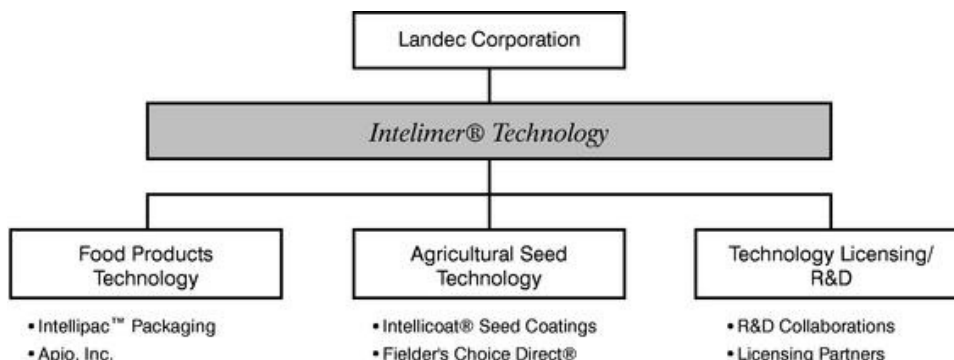 Landec Corporation
Intelimer® Technology
Food Products
Technology
Agricultural Seed
Technology
Technology Licensing/
R&D
• Intellipac™ Packaging
• Apio, Inc.
• Intellicoat® Seed Coatings
• Fielder's Choice Direct®
• R&D Collaborations
• Licensing Partners